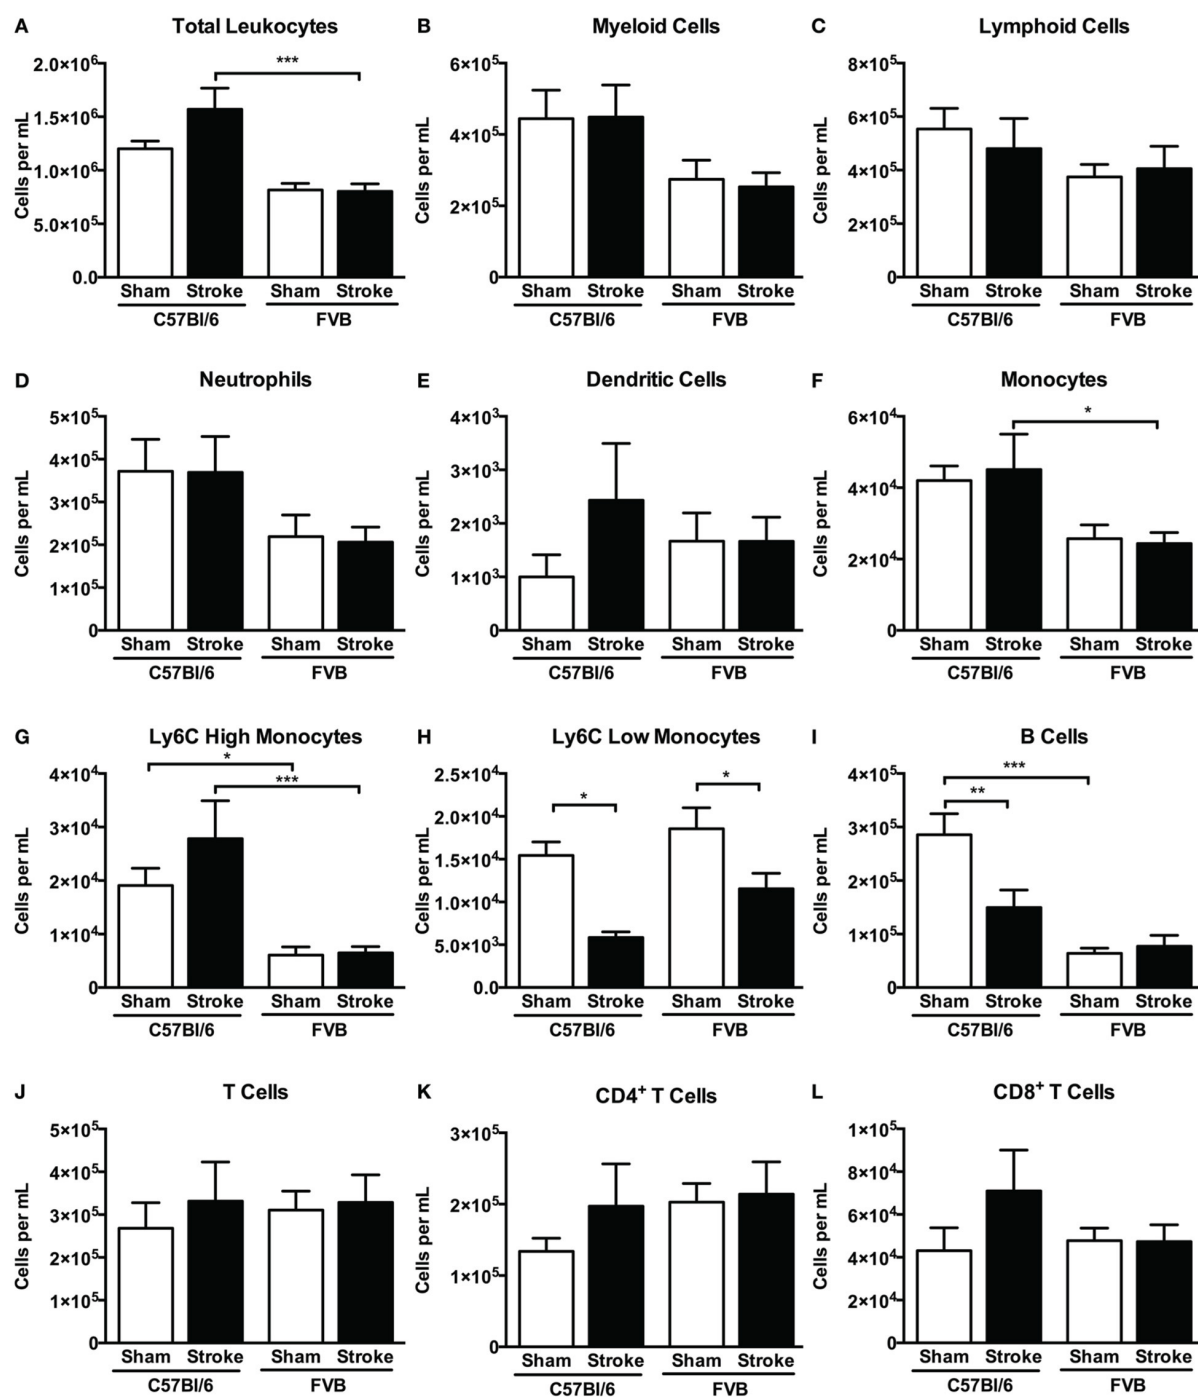 A Total Leukocytes
***
2.0×10⁶
1.5×10⁶
1.0×10⁶
5.0×10⁵
0.0
Cells per mL
Sham Stroke Sham Stroke
C57Bl/6 FVB
B Myeloid Cells
6×10⁵
4×10⁵
2×10⁵
0
Cells per mL
Sham Stroke Sham Stroke
C57Bl/6 FVB
C Lymphoid Cells
8×10⁵
6×10⁵
4×10⁵
2×10⁵
0
Cells per mL
Sham Stroke Sham Stroke
C57Bl/6 FVB
D Neutrophils
5×10⁵
4×10⁵
3×10⁵
2×10⁵
1×10⁵
0
Cells per mL
Sham Stroke Sham Stroke
C57Bl/6 FVB
E Dendritic Cells
4×10³
3×10³
2×10³
1×10³
0
Cells per mL
Sham Stroke Sham Stroke
C57Bl/6 FVB
F Monocytes
*
6×10⁴
4×10⁴
2×10⁴
0
Cells per mL
Sham Stroke Sham Stroke
C57Bl/6 FVB
G Ly6C High Monocytes
*
***
4×10⁴
3×10⁴
2×10⁴
1×10⁴
0
Cells per mL
Sham Stroke Sham Stroke
C57Bl/6 FVB
H Ly6C Low Monocytes
* *
2.5×10⁴
2.0×10⁴
1.5×10⁴
1.0×10⁴
5.0×10³
0.0
Cells per mL
Sham Stroke Sham Stroke
C57Bl/6 FVB
I B Cells
***
**
4×10⁵
3×10⁵
2×10⁵
1×10⁵
0
Cells per mL
Sham Stroke Sham Stroke
C57Bl/6 FVB
J T Cells
5×10⁵
4×10⁵
3×10⁵
2×10⁵
1×10⁵
0
Cells per mL
Sham Stroke Sham Stroke
C57Bl/6 FVB
K CD4⁺ T Cells
3×10⁵
2×10⁵
1×10⁵
0
Cells per mL
Sham Stroke Sham Stroke
C57Bl/6 FVB
L CD8⁺ T Cells
1×10⁵
8×10⁴
6×10⁴
4×10⁴
2×10⁴
0
Cells per mL
Sham Stroke Sham Stroke
C57Bl/6 FVB